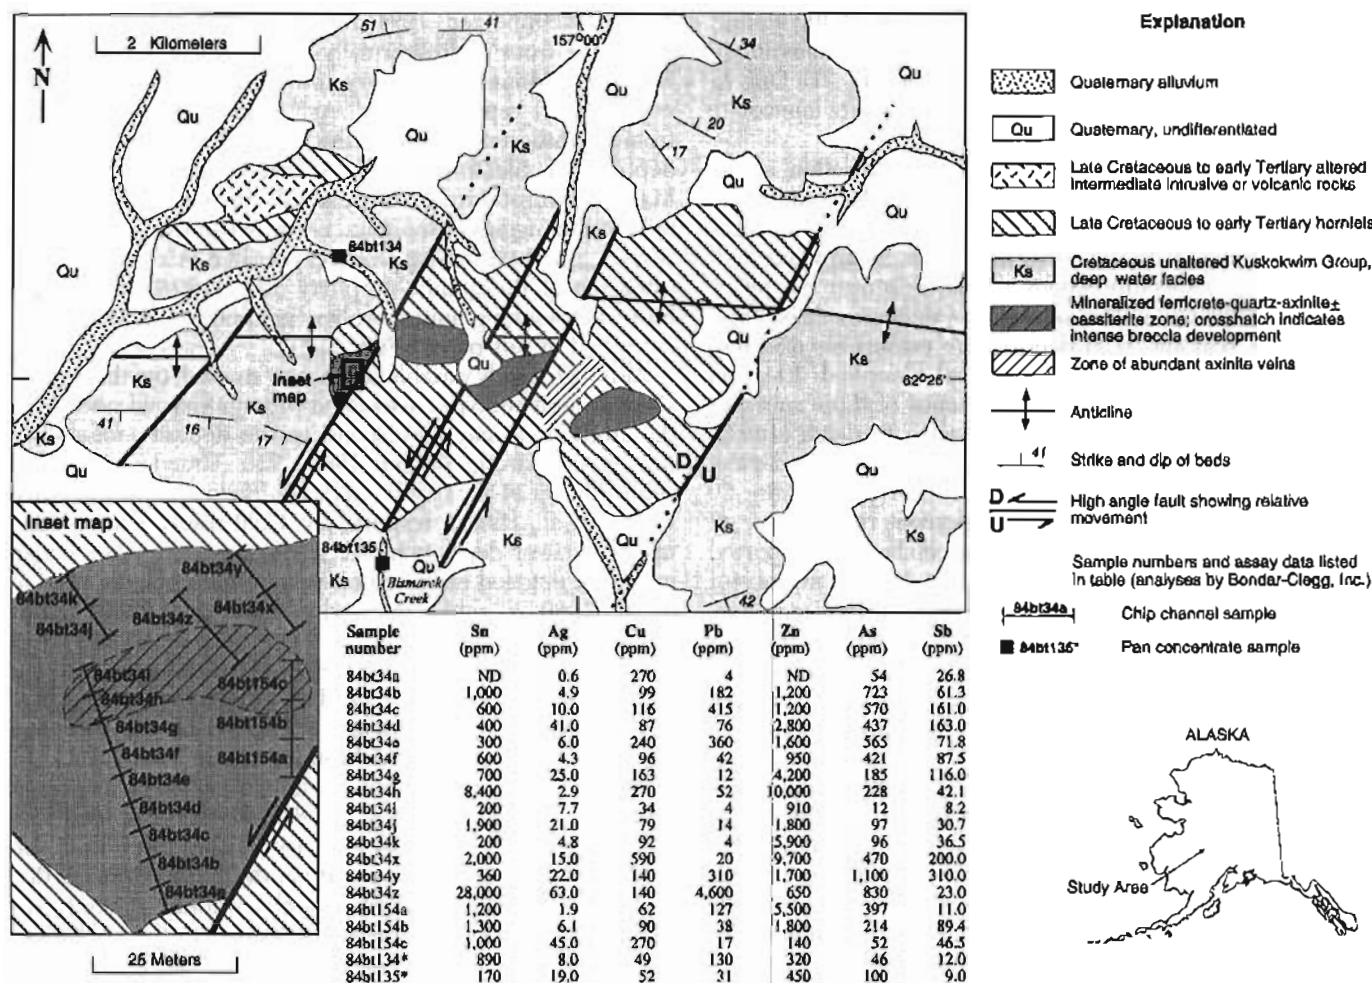 N
2 Kilometers
51
41
157°00'
34
Ks
Qu
Ks
Qu
Qu
Qu
Ks
Qu
20
17
Ks
Qu
Qu
Ks
Qu
Ks
84bt134
Ks
Ks
Qu
Qu
Ks
Inset
map
Ks
62°25'
41
16
Ks
17
Ks
Qu
Qu
D
U
Qu
Ks
Ks
84bt135
Ks
Qu
Ks
Qu
Bismarck
Creek
42
Inset map
84bt34y
84bt34k
84bt34x
84bt34z
84bt34j
84bt34i
84bt154c
84bt34h
84bt34g
84bt154b
84bt34f
84bt154a
84bt34e
84bt34d
84bt34c
84bt34b
84bt34a
25 Meters
Sample number Sn (ppm) Ag (ppm) Cu (ppm) Pb (ppm) Zn (ppm) As (ppm) Sb (ppm)
84bt34a ND 0.6 270 4 ND 54 26.8
84bt34b 1,000 4.9 99 182 1,200 723 61.3
84bt34c 600 10.0 116 415 1,200 570 161.0
84bt34d 400 41.0 87 76 2,800 437 163.0
84bt34e 300 6.0 240 360 1,600 565 71.8
84bt34f 600 4.3 96 42 950 421 87.5
84bt34g 700 25.0 163 12 4,200 185 116.0
84bt34h 8,400 2.9 270 52 10,000 228 42.1
84bt34i 200 7.7 34 4 910 12 8.2
84bt34j 1,900 21.0 79 14 1,800 97 30.7
84bt34k 200 4.8 92 4 5,900 96 36.5
84bt34x 2,000 15.0 590 20 9,700 470 200.0
84bt34y 360 22.0 140 310 1,700 1,100 310.0
84bt34z 28,000 63.0 140 4,600 650 830 23.0
84bt154a 1,200 1.9 62 127 5,500 397 11.0
84bt154b 1,300 6.1 90 38 1,800 214 89.4
84bt154c 1,000 45.0 270 17 140 52 46.5
84bt134* 890 8.0 49 130 320 46 12.0
84bt135* 170 19.0 52 31 450 100 9.0
Explanation
Quaternary alluvium
Qu Quaternary, undifferentiated
Late Cretaceous to early Tertiary altered
intermediate intrusive or volcanic rocks
Late Cretaceous to early Tertiary hornfels
Ks Cretaceous unaltered Kuskokwim Group,
deep water facies
Mineralized ferricrete-quartz-axinite±
cassiterite zone; crosshatch indicates
intense breccia development
Zone of abundant axinite veins
Anticline
41 Strike and dip of beds
D U High angle fault showing relative
movement
Sample numbers and assay data listed
in table (analyses by Bondar-Clegg, Inc.)
84bt34a Chip channel sample
84bt135* Pan concentrate sample
ALASKA
Study Area